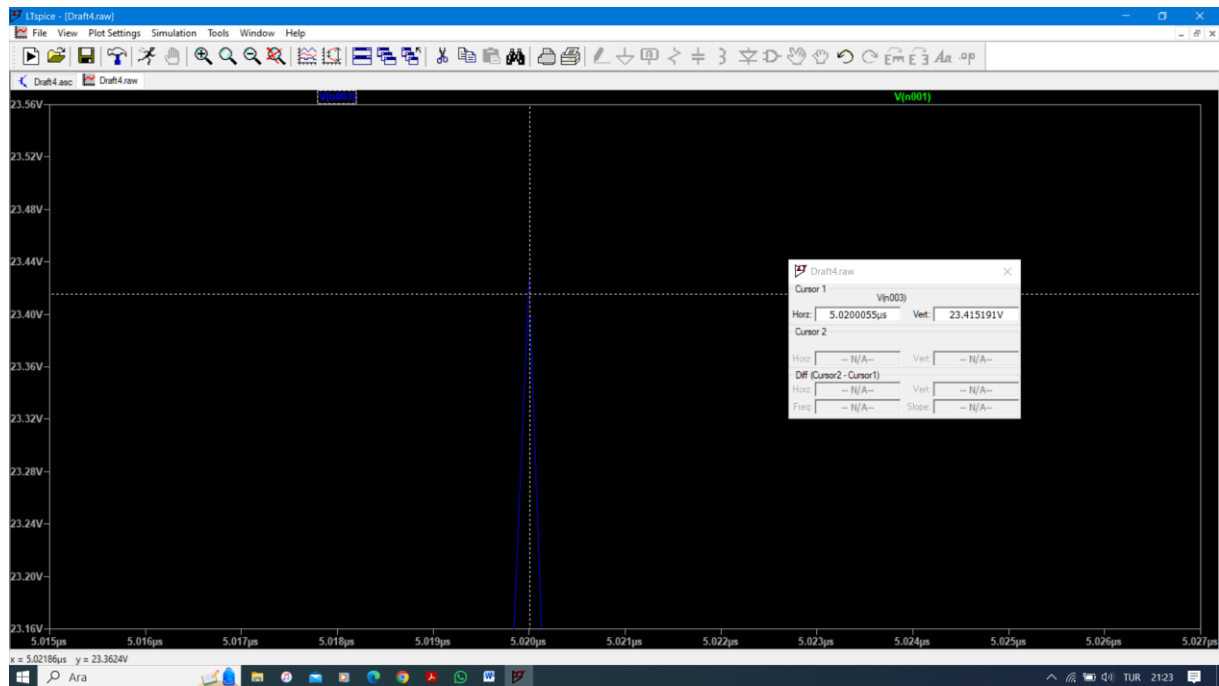 LTspice - [Draft4.raw]
File View Plot Settings Simulation Tools Window Help
Draft4.asc Draft4.raw
V(n003) V(n001)
23.56V
23.52V
23.48V
23.44V
23.40V
23.36V
23.32V
23.28V
23.24V
23.20V
23.16V
5.015µs 5.016µs 5.017µs 5.018µs 5.019µs 5.020µs 5.021µs 5.022µs 5.023µs 5.024µs 5.025µs 5.026µs 5.027µs
Draft4.raw
Cursor 1
V(n003)
Horz: 5.0200055µs Vert: 23.415191V
Cursor 2
Horz: -- N/A-- Vert: -- N/A--
Diff (Cursor2 - Cursor1)
Horz: -- N/A-- Vert: -- N/A--
Freq: -- N/A-- Slope: -- N/A--
x = 5.02186µs y = 23.3624V
Ara
TUR 21:23